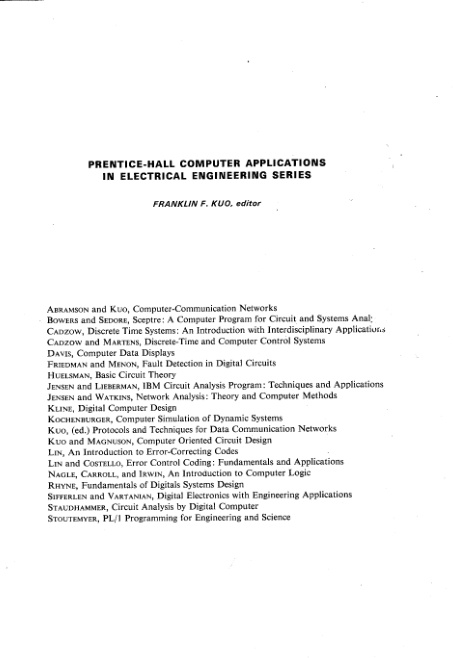 PRENTICE-HALL COMPUTER APPLICATIONS
IN ELECTRICAL ENGINEERING SERIES
FRANKLIN F. KUO, editor
ABRAMSON and KUO, Computer-Communication Networks
BOWERS and SEDORE, Sceptre: A Computer Program for Circuit and Systems Anal
CADZOW, Discrete Time Systems: An Introduction with Interdisciplinary Applications
CADZOW and MARTENS, Discrete-Time and Computer Control Systems
DAVIS, Computer Data Displays
FRIEDMAN and MENON, Fault Detection in Digital Circuits
HUELSMAN, Basic Circuit Theory
JENSEN and LIEBERMAN, IBM Circuit Analysis Program: Techniques and Applications
JENSEN and WATKINS, Network Analysis: Theory and Computer Methods
KLINE, Digital Computer Design
KOCHENBURGER, Computer Simulation of Dynamic Systems
KUO, (ed.) Protocols and Techniques for Data Communication Networks
KUO and MAGNUSON, Computer Oriented Circuit Design
LIN, An Introduction to Error-Correcting Codes
LIN and COSTELLO, Error Control Coding: Fundamentals and Applications
NAGLE, CARROLL, and IRWIN, An Introduction to Computer Logic
RHYNE, Fundamentals of Digitals Systems Design
SIFFERLEN and VARTANIAN, Digital Electronics with Engineering Applications
STAUDHAMMER, Circuit Analysis by Digital Computer
STOUTEMYER, PL/1 Programming for Engineering and Science